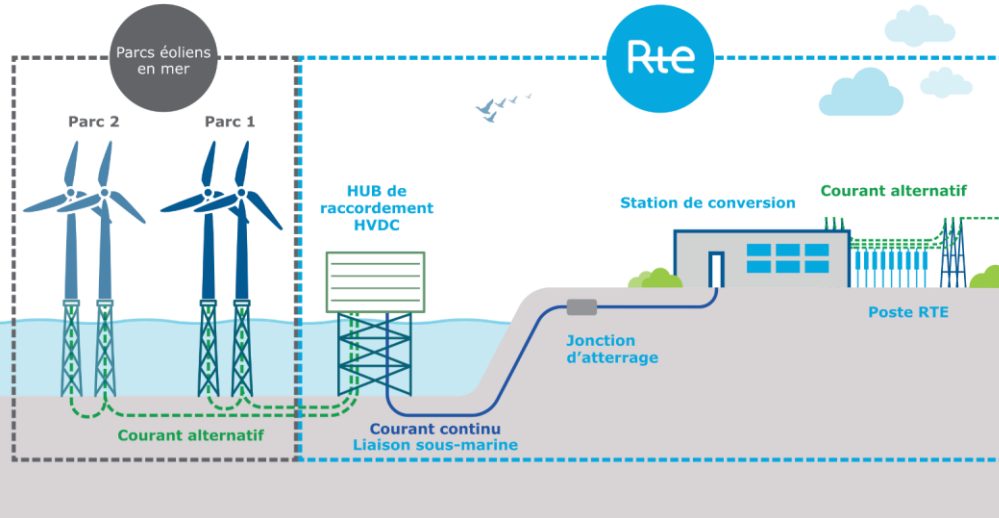 Parcs éoliens
en mer
Rte
Parc 2
Parc 1
HUB de
raccordement
HVDC
Station de conversion
Courant alternatif
Poste RTE
Jonction
d’atterrage
Courant alternatif
Courant continu
Liaison sous-marine